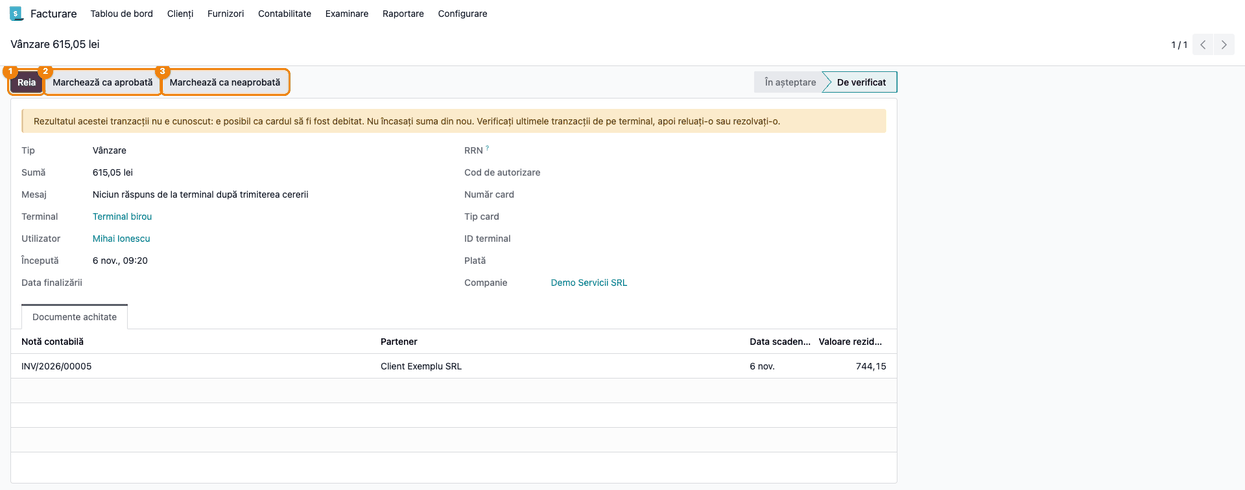 Facturare Tablou de bord Clienți Furnizori Contabilitate Examinare Raportare Configurare
Vânzare 615,05 lei
1 / 1
1 2 3
Reia Marchează ca aprobată Marchează ca neaprobată În așteptare De verificat
Rezultatul acestei tranzacții nu e cunoscut: e posibil ca cardul să fi fost debitat. Nu încasați suma din nou. Verificați ultimele tranzacții de pe terminal, apoi reluați-o sau rezolvați-o.
Tip Vânzare RRN ?
Sumă 615,05 lei Cod de autorizare
Mesaj Niciun răspuns de la terminal după trimiterea cererii Număr card
Terminal Terminal birou Tip card
Utilizator Mihai Ionescu ID terminal
Începută 6 nov., 09:20 Plată
Data finalizării Companie Demo Servicii SRL
Documente achitate
Notă contabilă Partener Data scaden... Valoare rezid...
INV/2026/00005 Client Exemplu SRL 6 nov. 744,15